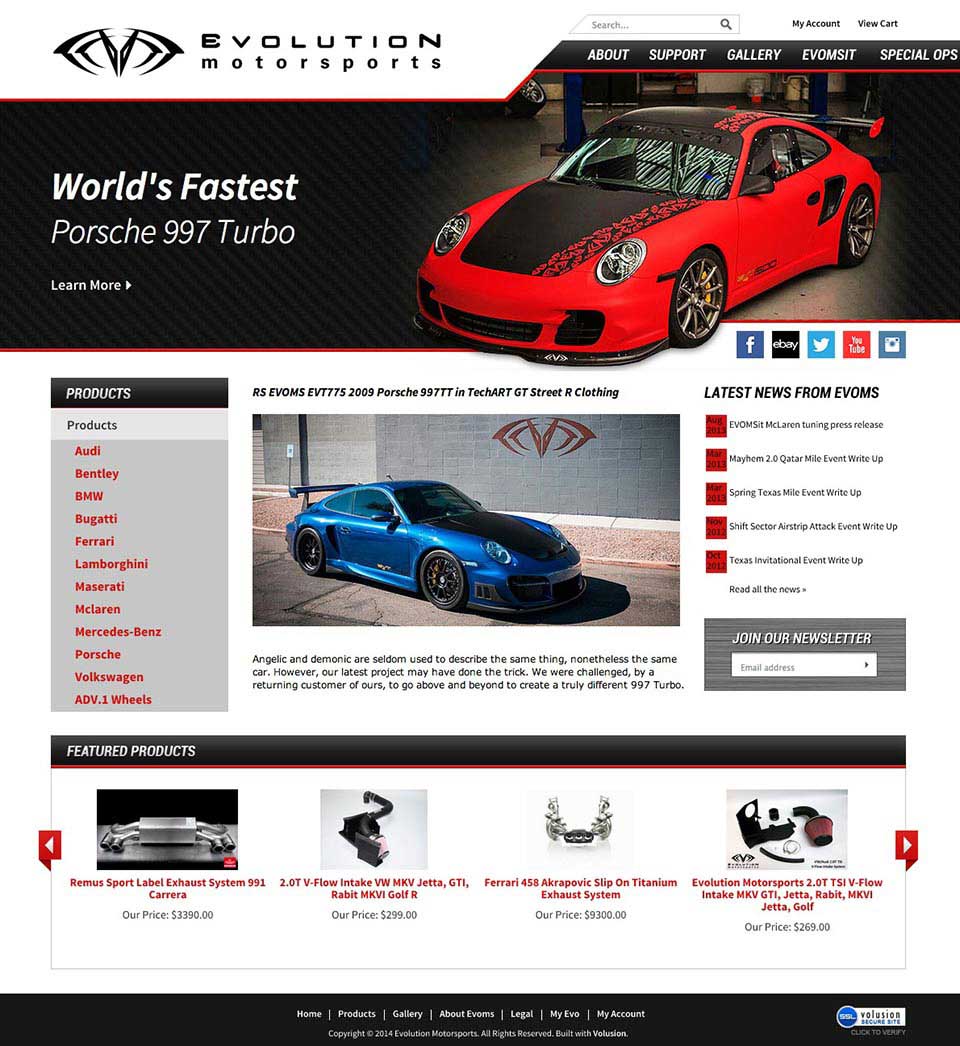 EVOLUTION
motorsports
Search...
My Account
View Cart
ABOUT
SUPPORT
GALLERY
EVOMSIT
SPECIAL OPS
World's Fastest
Porsche 997 Turbo
Learn More
f
ebay
You
Tube
PRODUCTS
Products
Audi
Bentley
BMW
Bugatti
Ferrari
Lamborghini
Maserati
Mclaren
Mercedes-Benz
Porsche
Volkswagen
ADV.1 Wheels
RS EVOMS EVT775 2009 Porsche 997TT in TechART GT Street R Clothing
Angelic and demonic are seldom used to describe the same thing, nonetheless the same
car. However, our latest project may have done the trick. We were challenged, by a
returning customer of ours, to go above and beyond to create a truly different 997 Turbo.
LATEST NEWS FROM EVOMS
Aug
2013
EVOMSit McLaren tuning press release
Mar
2013
Mayhem 2.0 Qatar Mile Event Write Up
Mar
2013
Spring Texas Mile Event Write Up
Nov
2012
Shift Sector Airstrip Attack Event Write Up
Oct
2012
Texas Invitational Event Write Up
Read all the news »
JOIN OUR NEWSLETTER
Email address
FEATURED PRODUCTS
Remus Sport Label Exhaust System 991
Carrera
Our Price: $3390.00
2.0T V-Flow Intake VW MKV Jetta, GTI,
Rabit MKVI Golf R
Our Price: $299.00
Ferrari 458 Akrapovic Slip On Titanium
Exhaust System
Our Price: $9300.00
Evolution Motorsports 2.0T TSI V-Flow
Intake MKV GTI, Jetta, Rabit, MKVI
Jetta, Golf
Our Price: $269.00
Home | Products | Gallery | About Evoms | Legal | My Evo | My Account
Copyright © 2014 Evolution Motorsports. All Rights Reserved. Built with Volusion.
SSL
volusion
SECURE SITE
CLICK TO VERIFY